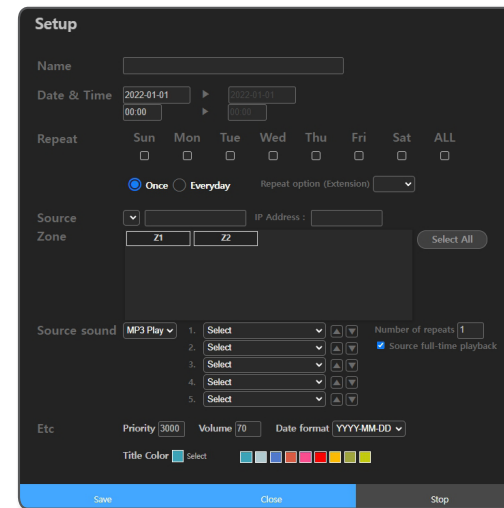 Setup
Name
Date & Time 2022-01-01 2022-01-01
00:00 00:00
Repeat Sun Mon Tue Wed Thu Fri Sat ALL
Once Everyday Repeat option (Extension)
Source IP Address :
Zone Z1 Z2 Select All
Source sound MP3 Play 1. Select Number of repeats 1
2. Select Source full-time playback
3. Select
4. Select
5. Select
Etc Priority 3000 Volume 70 Date format YYYY-MM-DD
Title Color Select
Save Close Stop